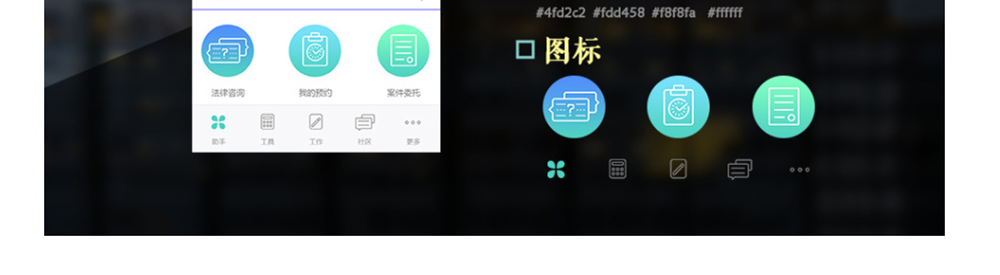 #4fd2c2 #fdd458 #f8f8fa #ffffff
图标
法律咨询 我的预约 案件委托
助手 工具 工作 社区 更多